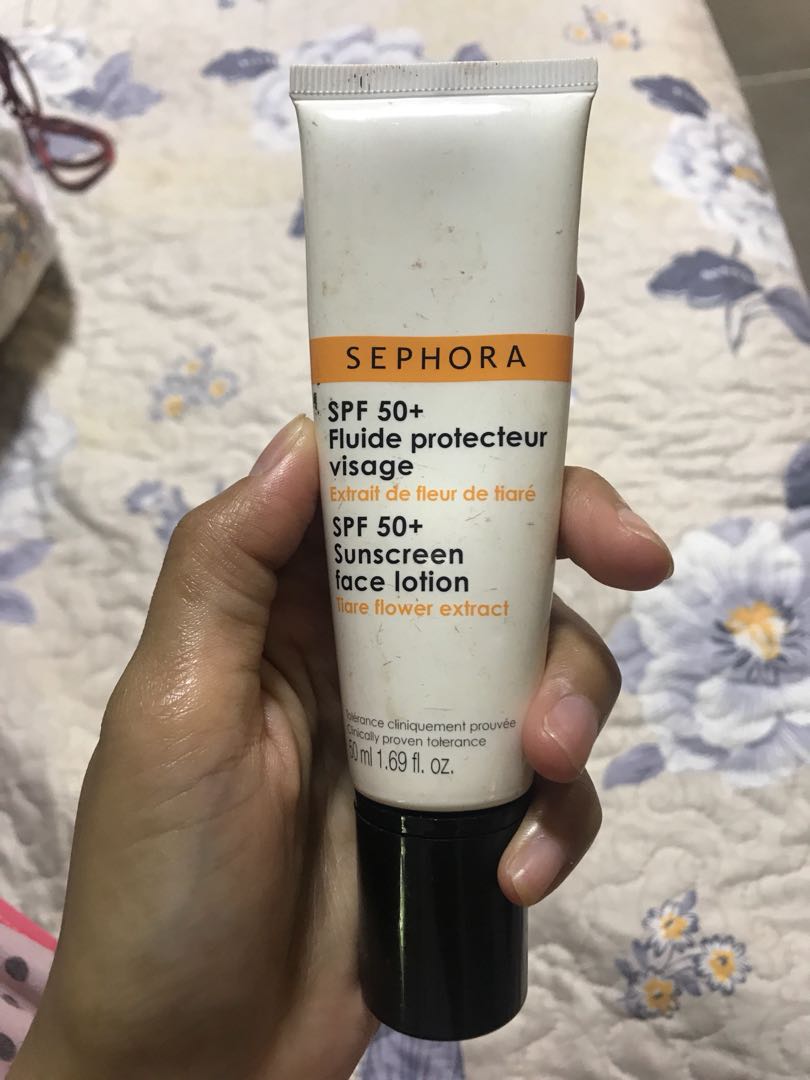 SEPHORA
SPF 50+
Fluide protecteur
visage
Extrait de fleur de tiaré
SPF 50+
Sunscreen
face lotion
Tiare flower extract
Tolérance cliniquement prouvée
Clinically proven tolerance
50 ml 1.69 fl. oz.